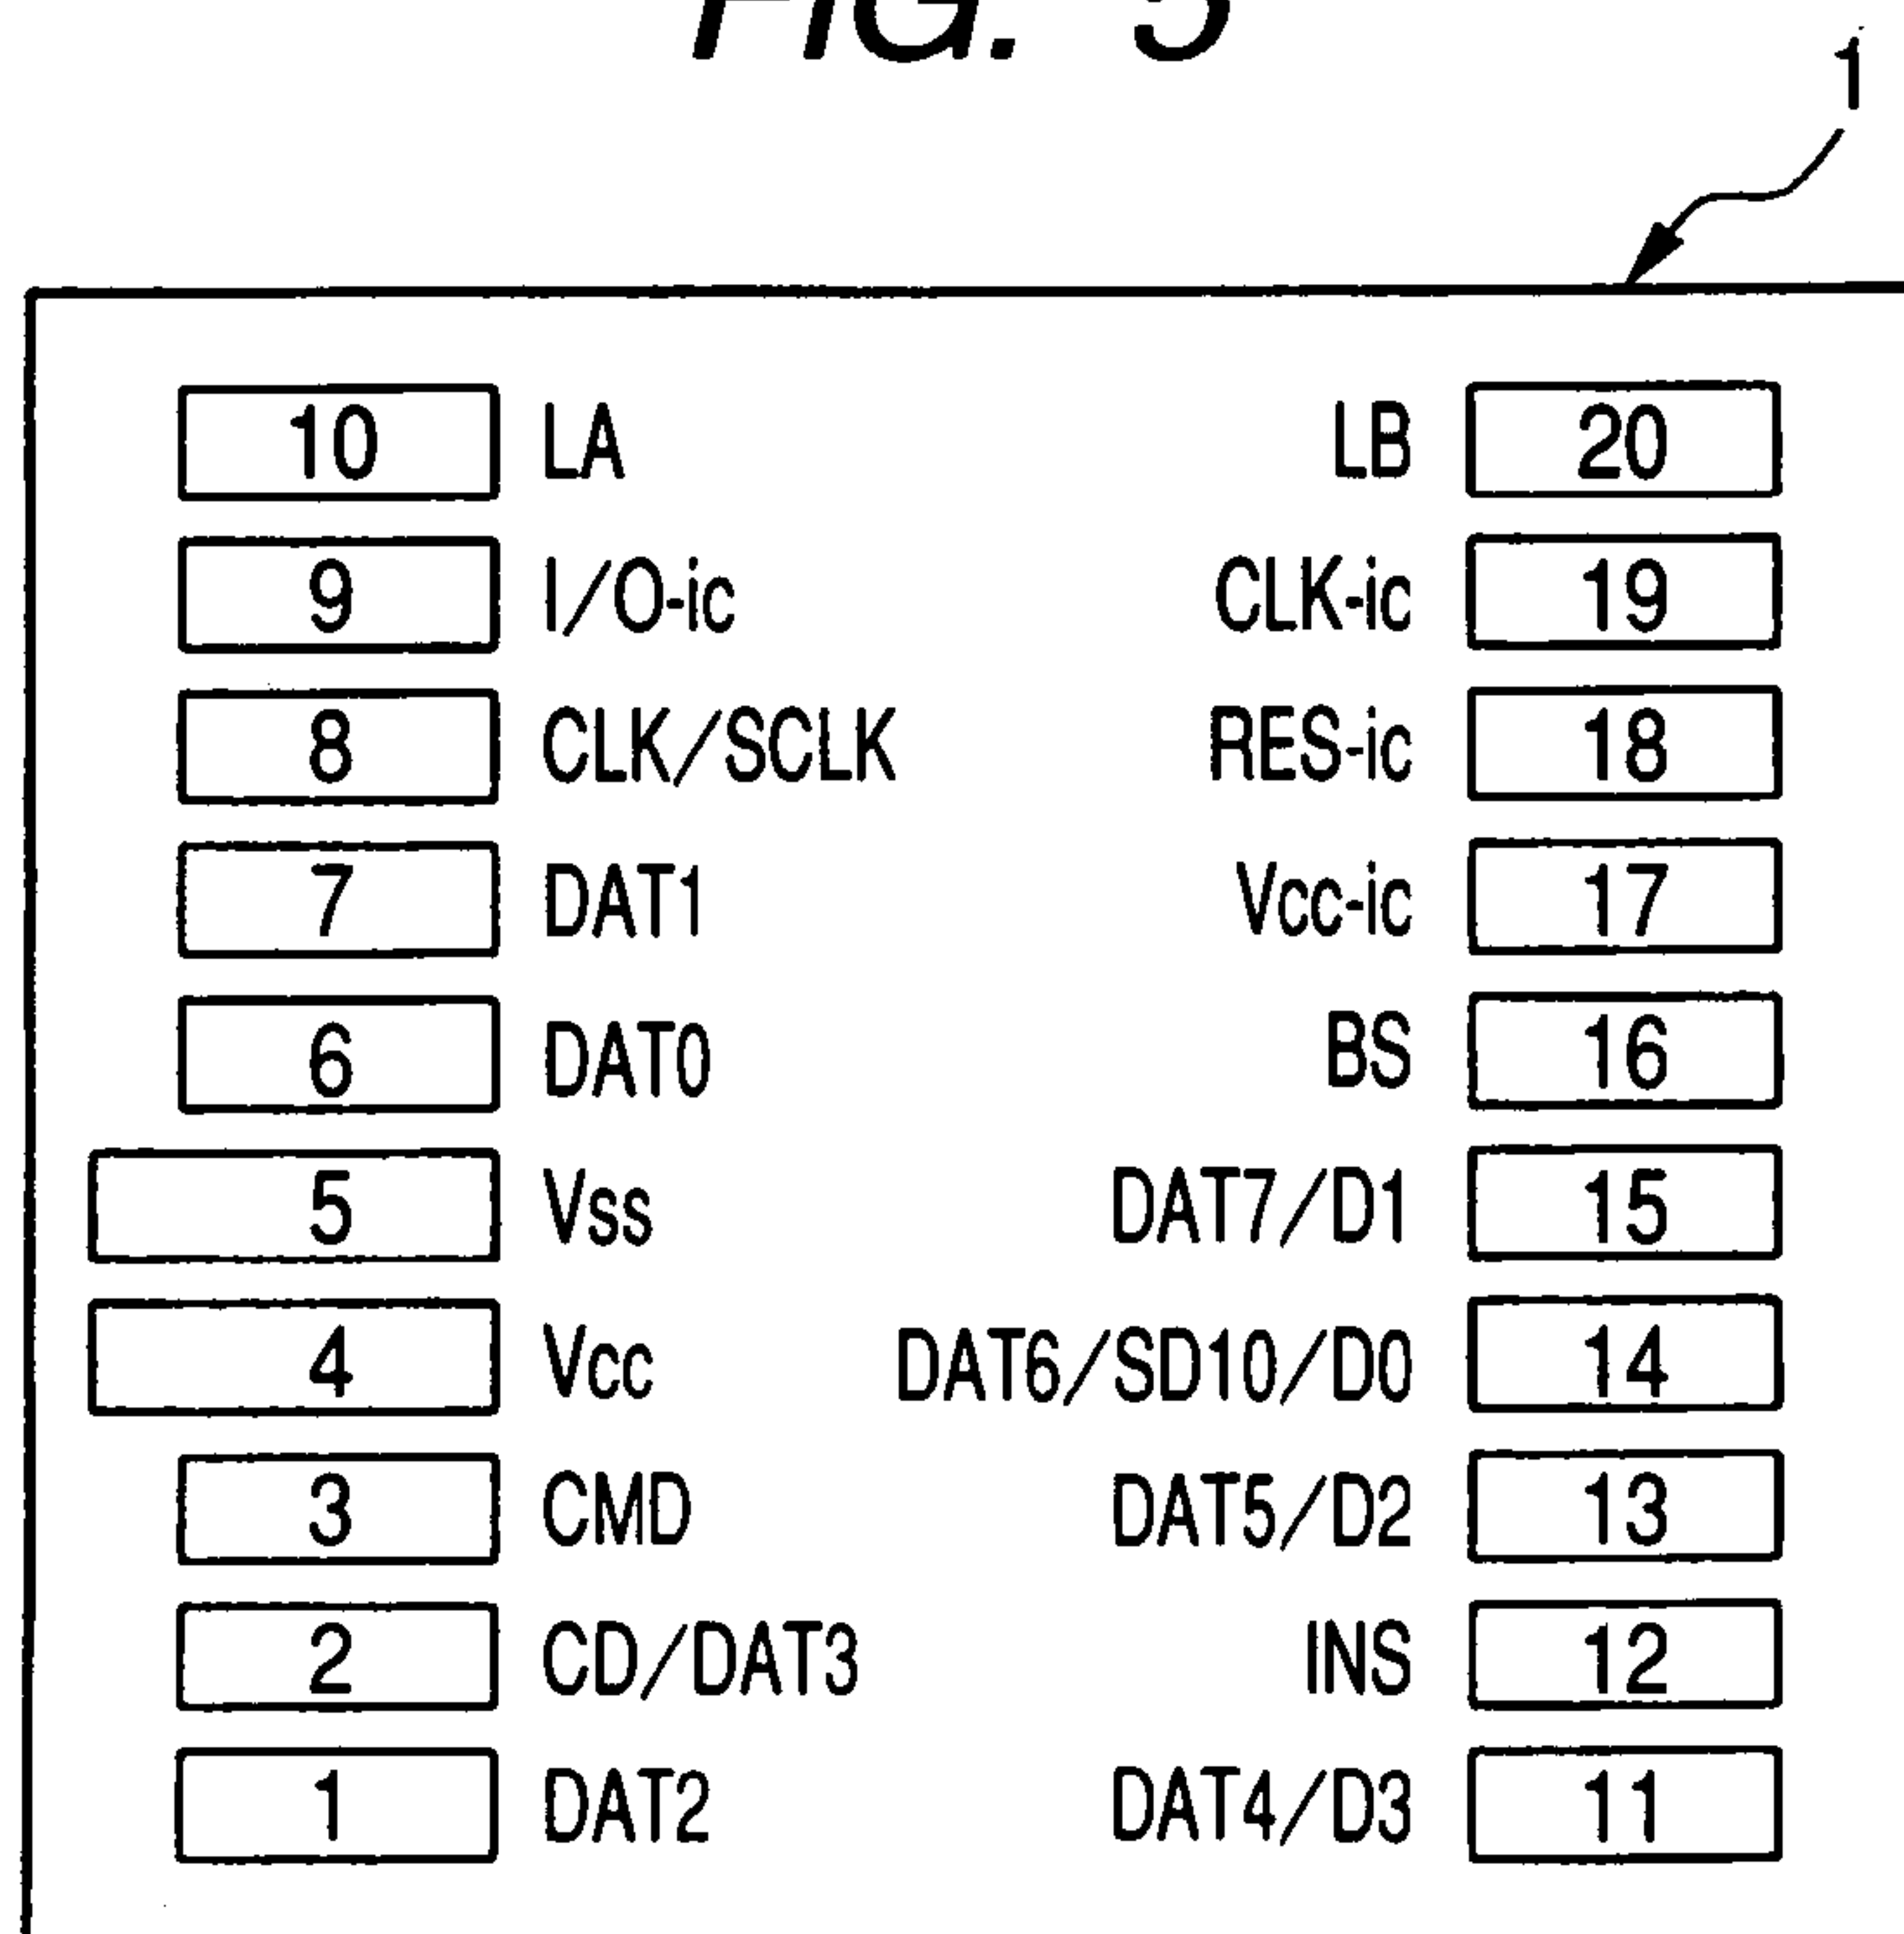 FIG. 5
1
10 LA LB 20
9 I/O-ic CLK-ic 19
8 CLK/SCLK RES-ic 18
7 DAT1 Vcc-ic 17
6 DAT0 BS 16
5 Vss DAT7/D1 15
4 Vcc DAT6/SD10/D0 14
3 CMD DAT5/D2 13
2 CD/DAT3 INS 12
1 DAT2 DAT4/D3 11